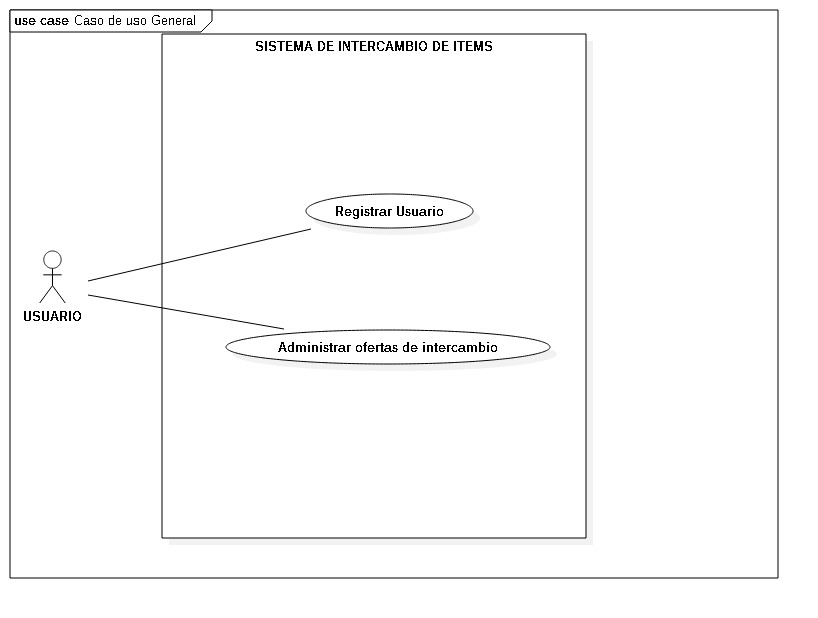 use case Caso de uso General
SISTEMA DE INTERCAMBIO DE ITEMS
Registrar Usuario
USUARIO
Administrar ofertas de intercambio